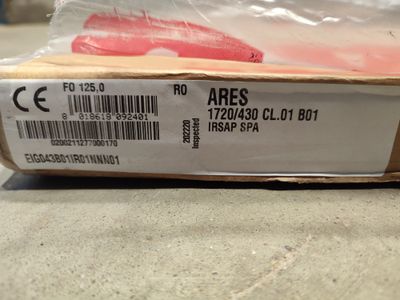 CE
FO 125,0
RO
ARES
1720/430 CL.01 B01
IRSAP SPA
8 018618 092401
202220
Inspected
0200211277000170
EIG043B01IR01NNN01